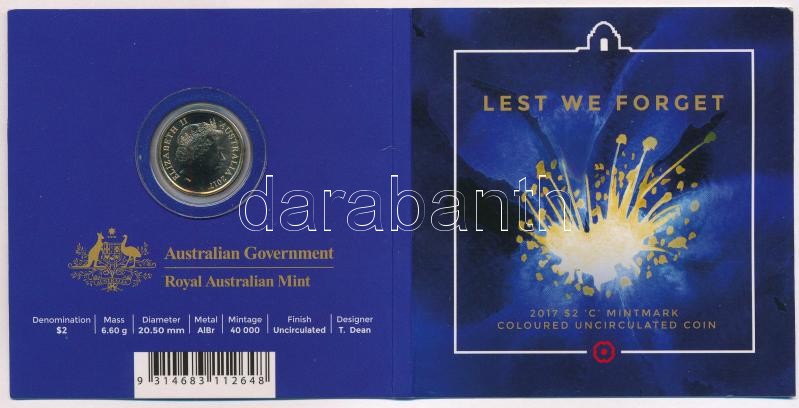 ELIZABETH II AUSTRALIA 2017
Australian Government
Royal Australian Mint
Denomination Mass Diameter Metal Mintage Finish Designer
$2 6.60 g 20.50 mm AlBr 40 000 Uncirculated T. Dean
9 314683 112648
LEST WE FORGET
darabanth
2017 $2 'C' MINTMARK
COLOURED UNCIRCULATED COIN